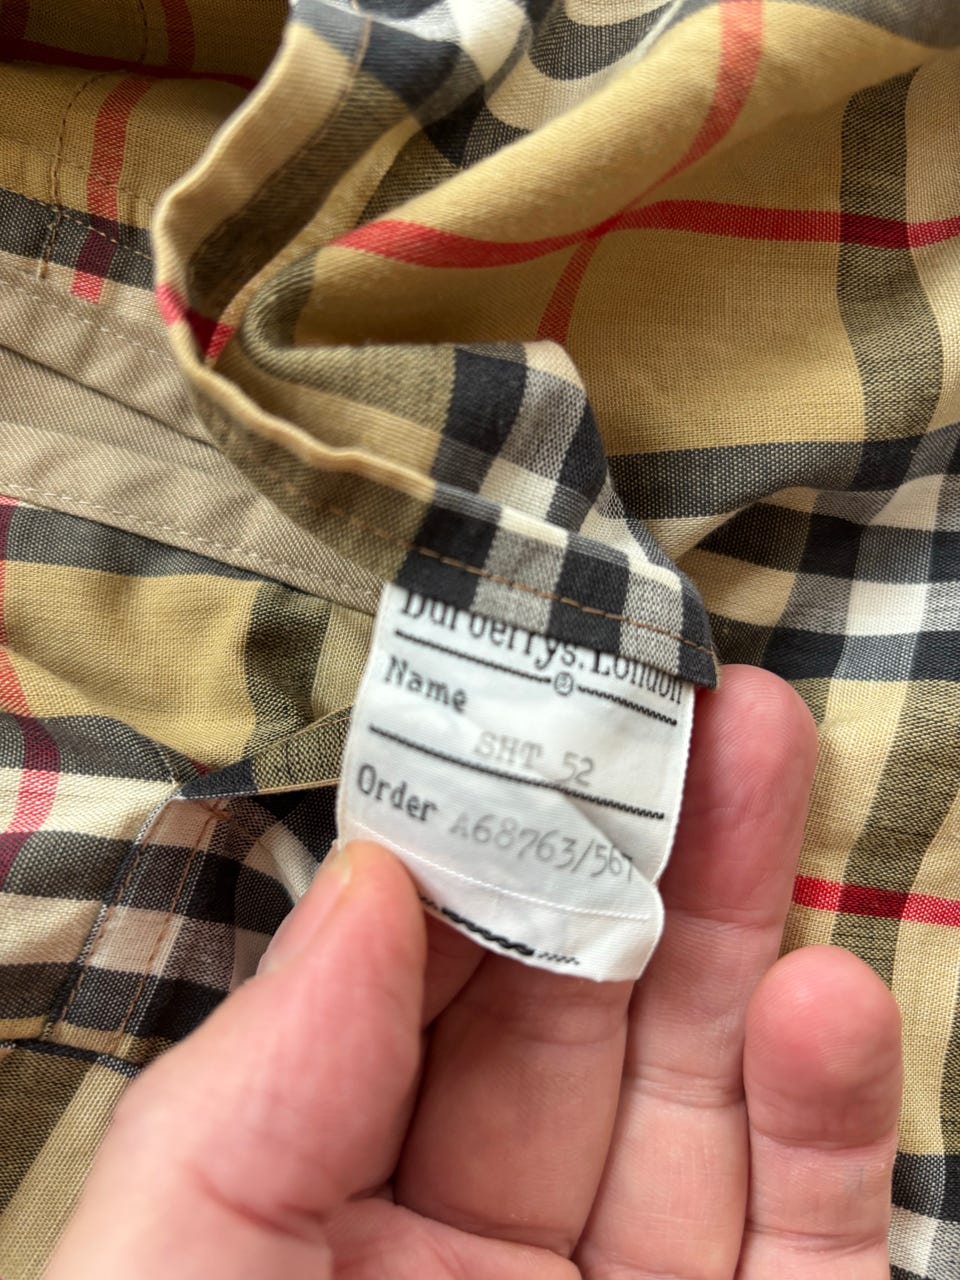 Burberrys. London
®
Name
SHT 52
Order A68763/567